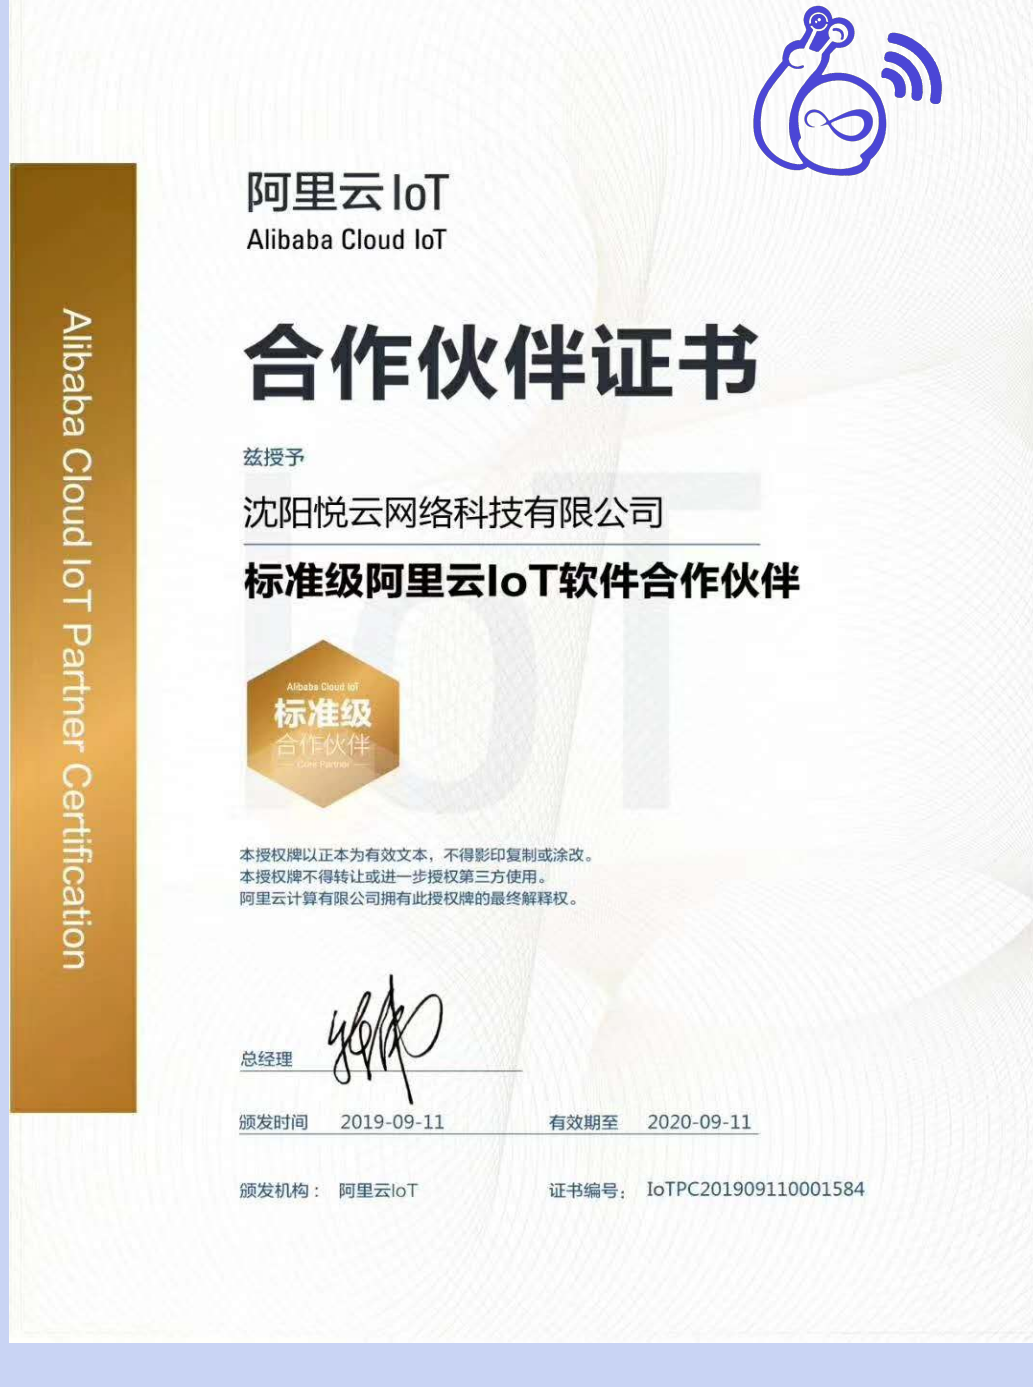 阿里云IoT
Alibaba Cloud IoT
合作伙伴证书
兹授予
沈阳悦云网络科技有限公司
标准级阿里云IoT软件合作伙伴
Alibaba Cloud IoT
标准级
合作伙伴
Core Partner
本授权牌以正本为有效文本，不得影印复制或涂改。
本授权牌不得转让或进一步授权第三方使用。
阿里云计算有限公司拥有此授权牌的最终解释权。
总经理
颁发时间 2019-09-11 有效期至 2020-09-11
颁发机构： 阿里云IoT 证书编号： IoTPC201909110001584
Alibaba Cloud IoT Partner Certification
IoT